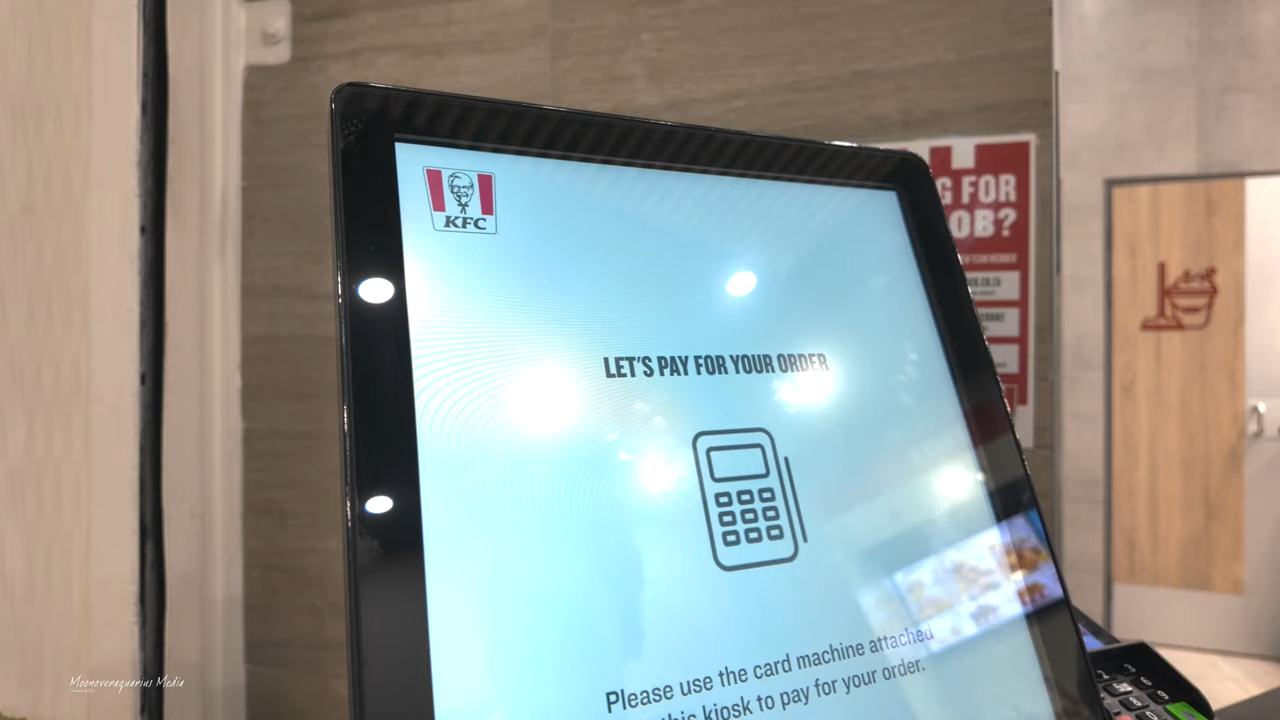 KFC
LET'S PAY FOR YOUR ORDER
Please use the card machine attached
this kiosk to pay for your order.
G FOR
OB?
Moonoveraquarius Media